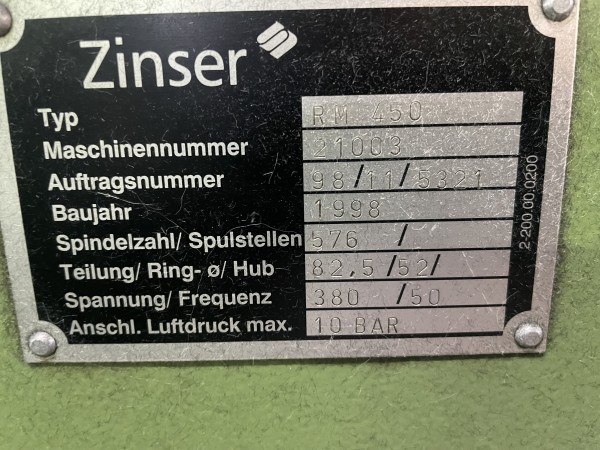 Zinser
Typ RM 450
Maschinennummer 21003
Auftragsnummer 98/11/5321
Baujahr 1998
Spindelzahl/ Spulstellen 576 /
Teilung/ Ring- ø/ Hub 82,5/52/
Spannung/ Frequenz 380 /50
Anschl. Luftdruck max. 10 BAR
2-200.00.0200